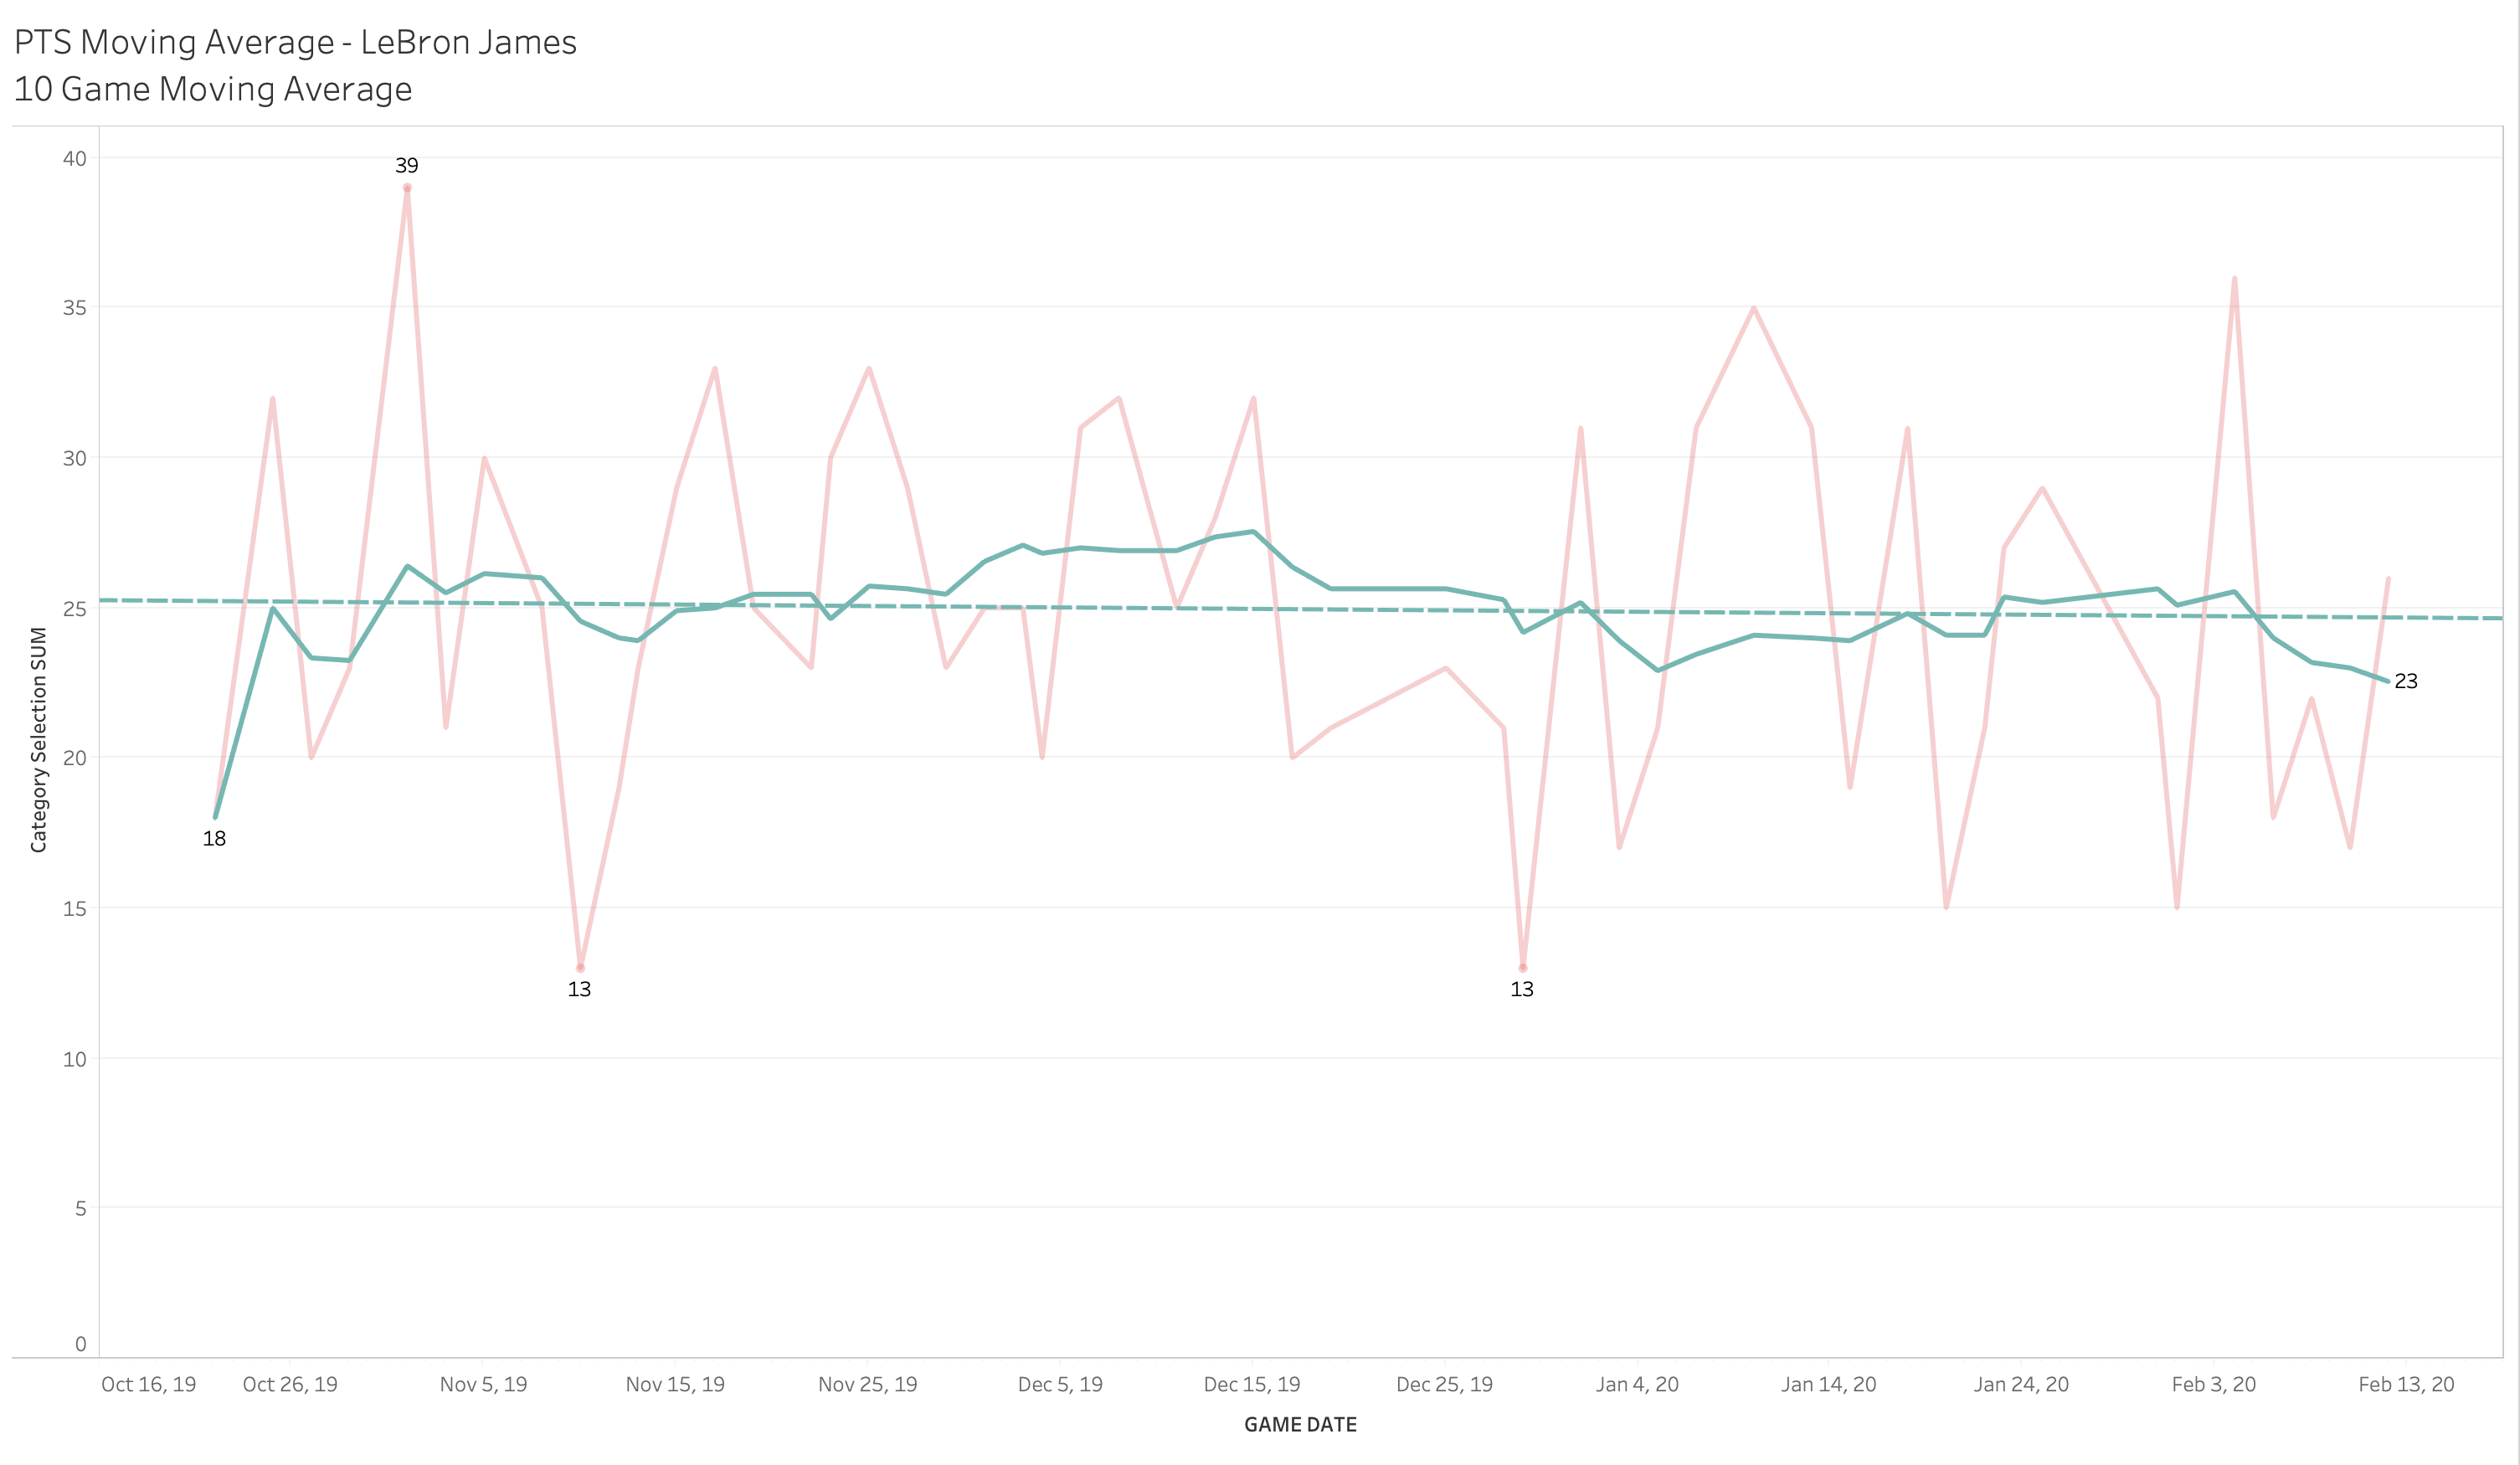 PTS Moving Average - LeBron James
10 Game Moving Average
40
35
30
25
20
15
10
5
0
Category Selection SUM
39
18
13
13
23
Oct 16, 19 Oct 26, 19 Nov 5, 19 Nov 15, 19 Nov 25, 19 Dec 5, 19 Dec 15, 19 Dec 25, 19 Jan 4, 20 Jan 14, 20 Jan 24, 20 Feb 3, 20 Feb 13, 20
GAME DATE